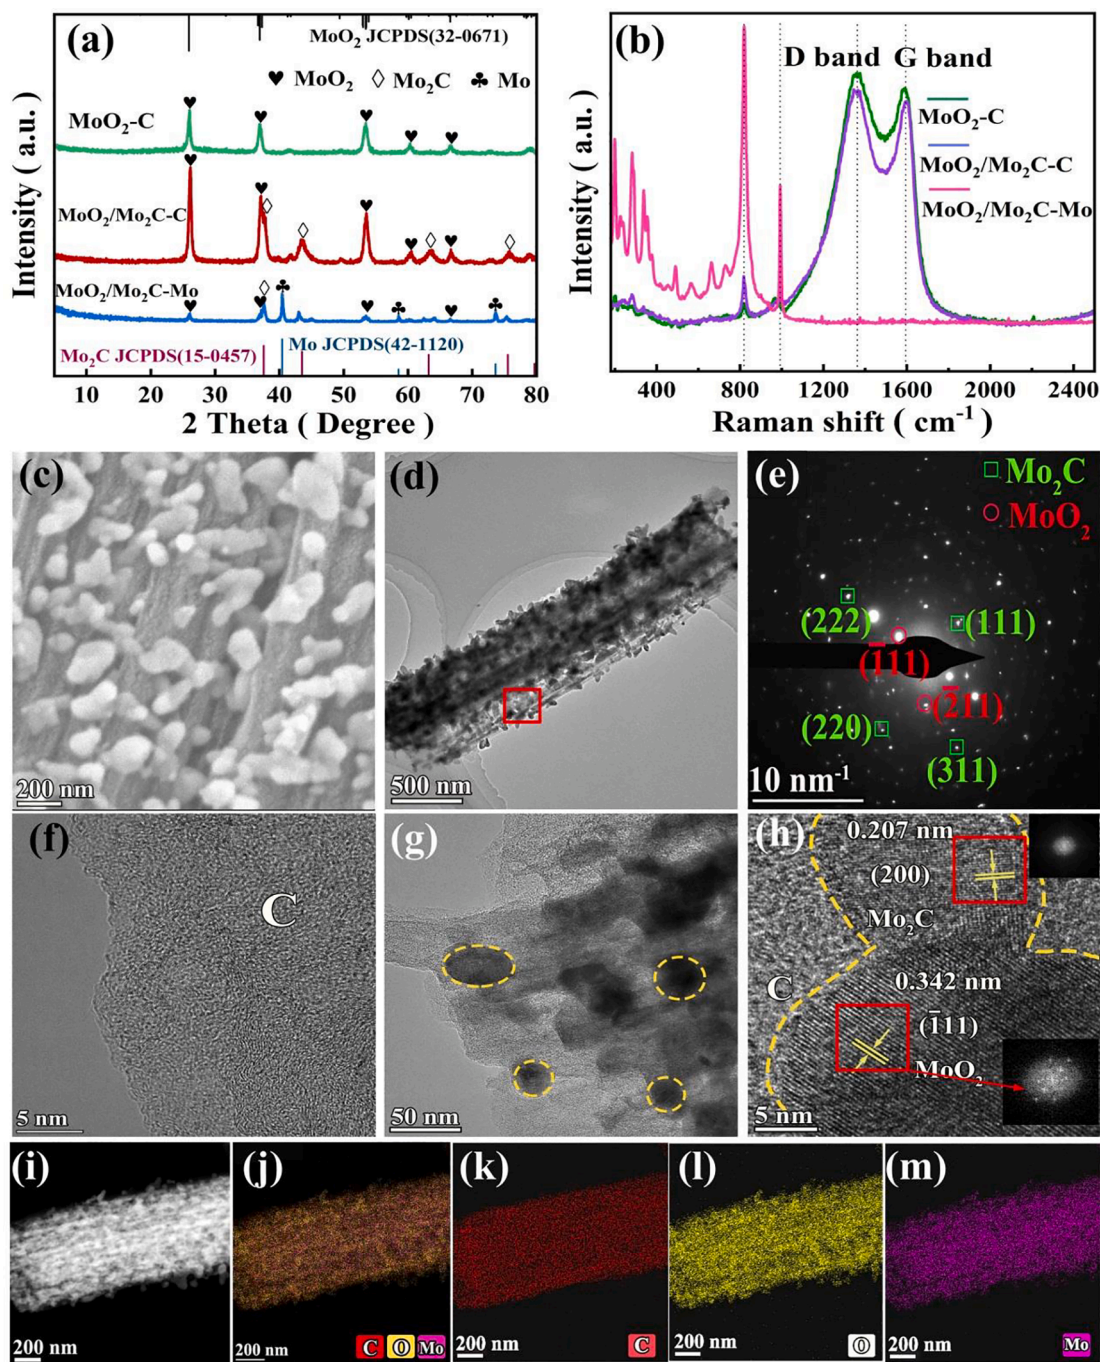 (a)
MoO₂ JCPDS(32-0671)
♥ MoO₂ ◇ Mo₂C ♣ Mo
MoO₂-C
MoO₂/Mo₂C-C
MoO₂/Mo₂C-Mo
Mo₂C JCPDS(15-0457)
Mo JCPDS(42-1120)
Intensity ( a.u. )
10 20 30 40 50 60 70 80
2 Theta ( Degree )
(b)
D band
G band
MoO₂-C
MoO₂/Mo₂C-C
MoO₂/Mo₂C-Mo
Intensity ( a.u. )
400 800 1200 1600 2000 2400
Raman shift ( cm⁻¹ )
(c)
200 nm
(d)
500 nm
(e)
Mo₂C
MoO₂
(222)
(111)
(1̅11)
(2̅11)
(220)
(311)
10 nm⁻¹
(f)
C
5 nm
(g)
50 nm
(h)
0.207 nm
(200)
Mo₂C
C
0.342 nm
(1̅11)
MoO₂
5 nm
(i)
200 nm
(j)
200 nm
C O Mo
(k)
200 nm
C
(l)
200 nm
O
(m)
200 nm
Mo